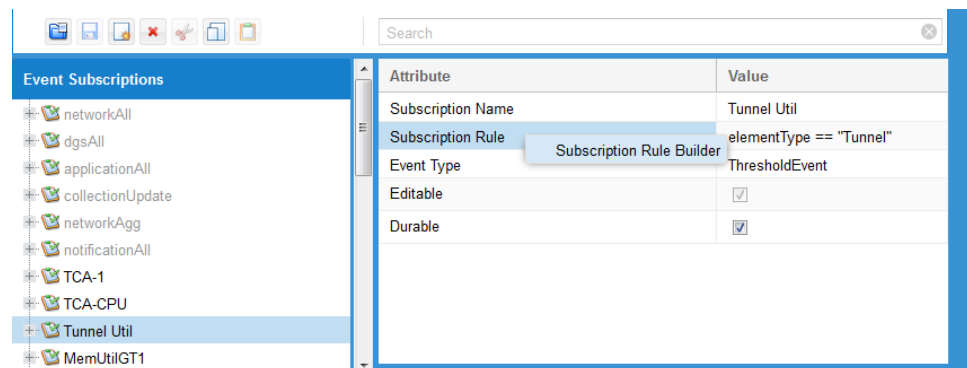 Search
Event Subscriptions
networkAll
dgsAll
applicationAll
collectionUpdate
networkAgg
notificationAll
TCA-1
TCA-CPU
Tunnel Util
MemUtilGT1
Attribute Value
Subscription Name Tunnel Util
Subscription Rule elementType == "Tunnel"
Subscription Rule Builder
Event Type ThresholdEvent
Editable
Durable